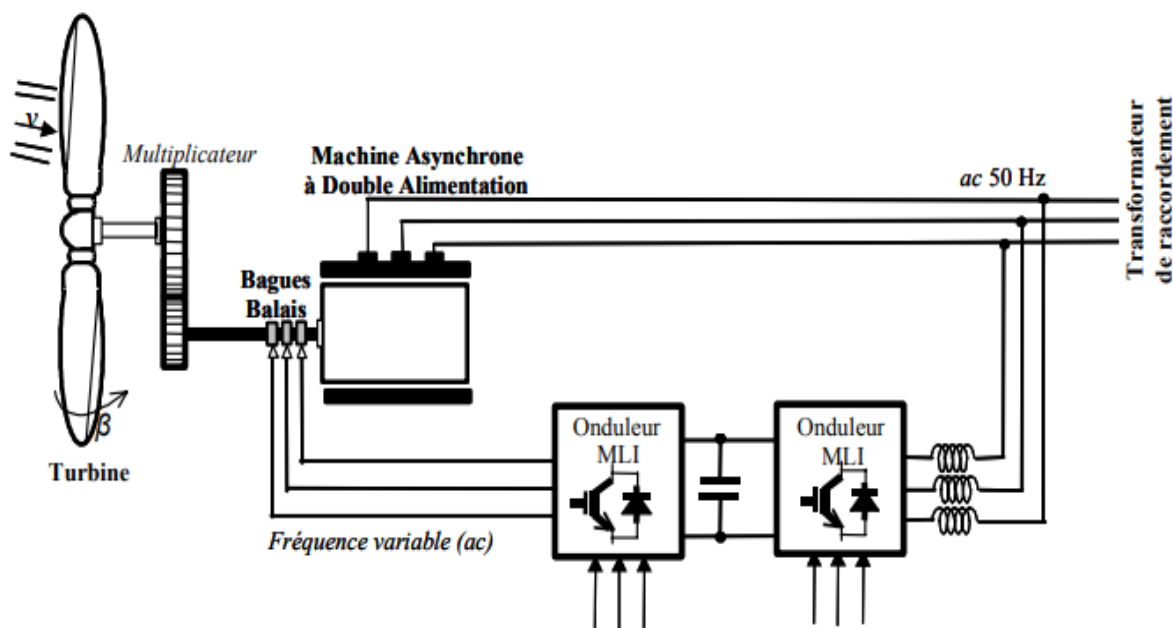 v
Multiplicateur
Machine Asynchrone
à Double Alimentation
ac 50 Hz
Transformateur
de raccordement
Bagues
Balais
β
Turbine
Onduleur
MLI
Onduleur
MLI
Fréquence variable (ac)